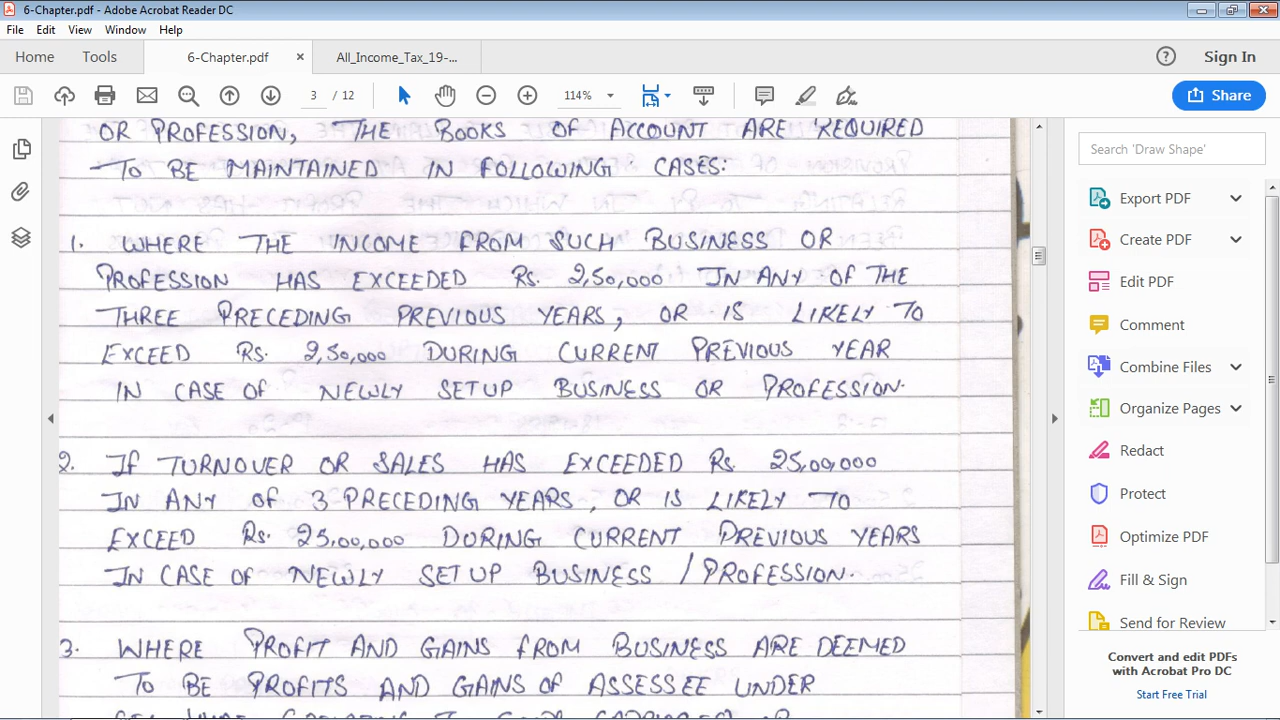 6-Chapter.pdf - Adobe Acrobat Reader DC
File Edit View Window Help
Home Tools 6-Chapter.pdf × All_Income_Tax_19-... ? Sign In
3 / 12 114% Share
OR PROFESSION, THE BOOKS OF ACCOUNT ARE REQUIRED
TO BE MAINTAINED IN FOLLOWING CASES:
1. WHERE THE INCOME FROM SUCH BUSINESS OR
PROFESSION HAS EXCEEDED Rs. 2,50,000 IN ANY OF THE
THREE PRECEDING PREVIOUS YEARS, OR IS LIKELY TO
EXCEED Rs. 2,50,000 DURING CURRENT PREVIOUS YEAR
IN CASE OF NEWLY SETUP BUSINESS OR PROFESSION.
2. IF TURNOVER OR SALES HAS EXCEEDED Rs. 25,00,000
IN ANY OF 3 PRECEDING YEARS, OR IS LIKELY TO
EXCEED Rs. 25,00,000 DURING CURRENT PREVIOUS YEARS
IN CASE OF NEWLY SETUP BUSINESS / PROFESSION.
3. WHERE PROFIT AND GAINS FROM BUSINESS ARE DEEMED
TO BE PROFITS AND GAINS OF ASSESSEE UNDER
Search 'Draw Shape'
Export PDF
Create PDF
Edit PDF
Comment
Combine Files
Organize Pages
Redact
Protect
Optimize PDF
Fill & Sign
Send for Review
Convert and edit PDFs
with Acrobat Pro DC
Start Free Trial